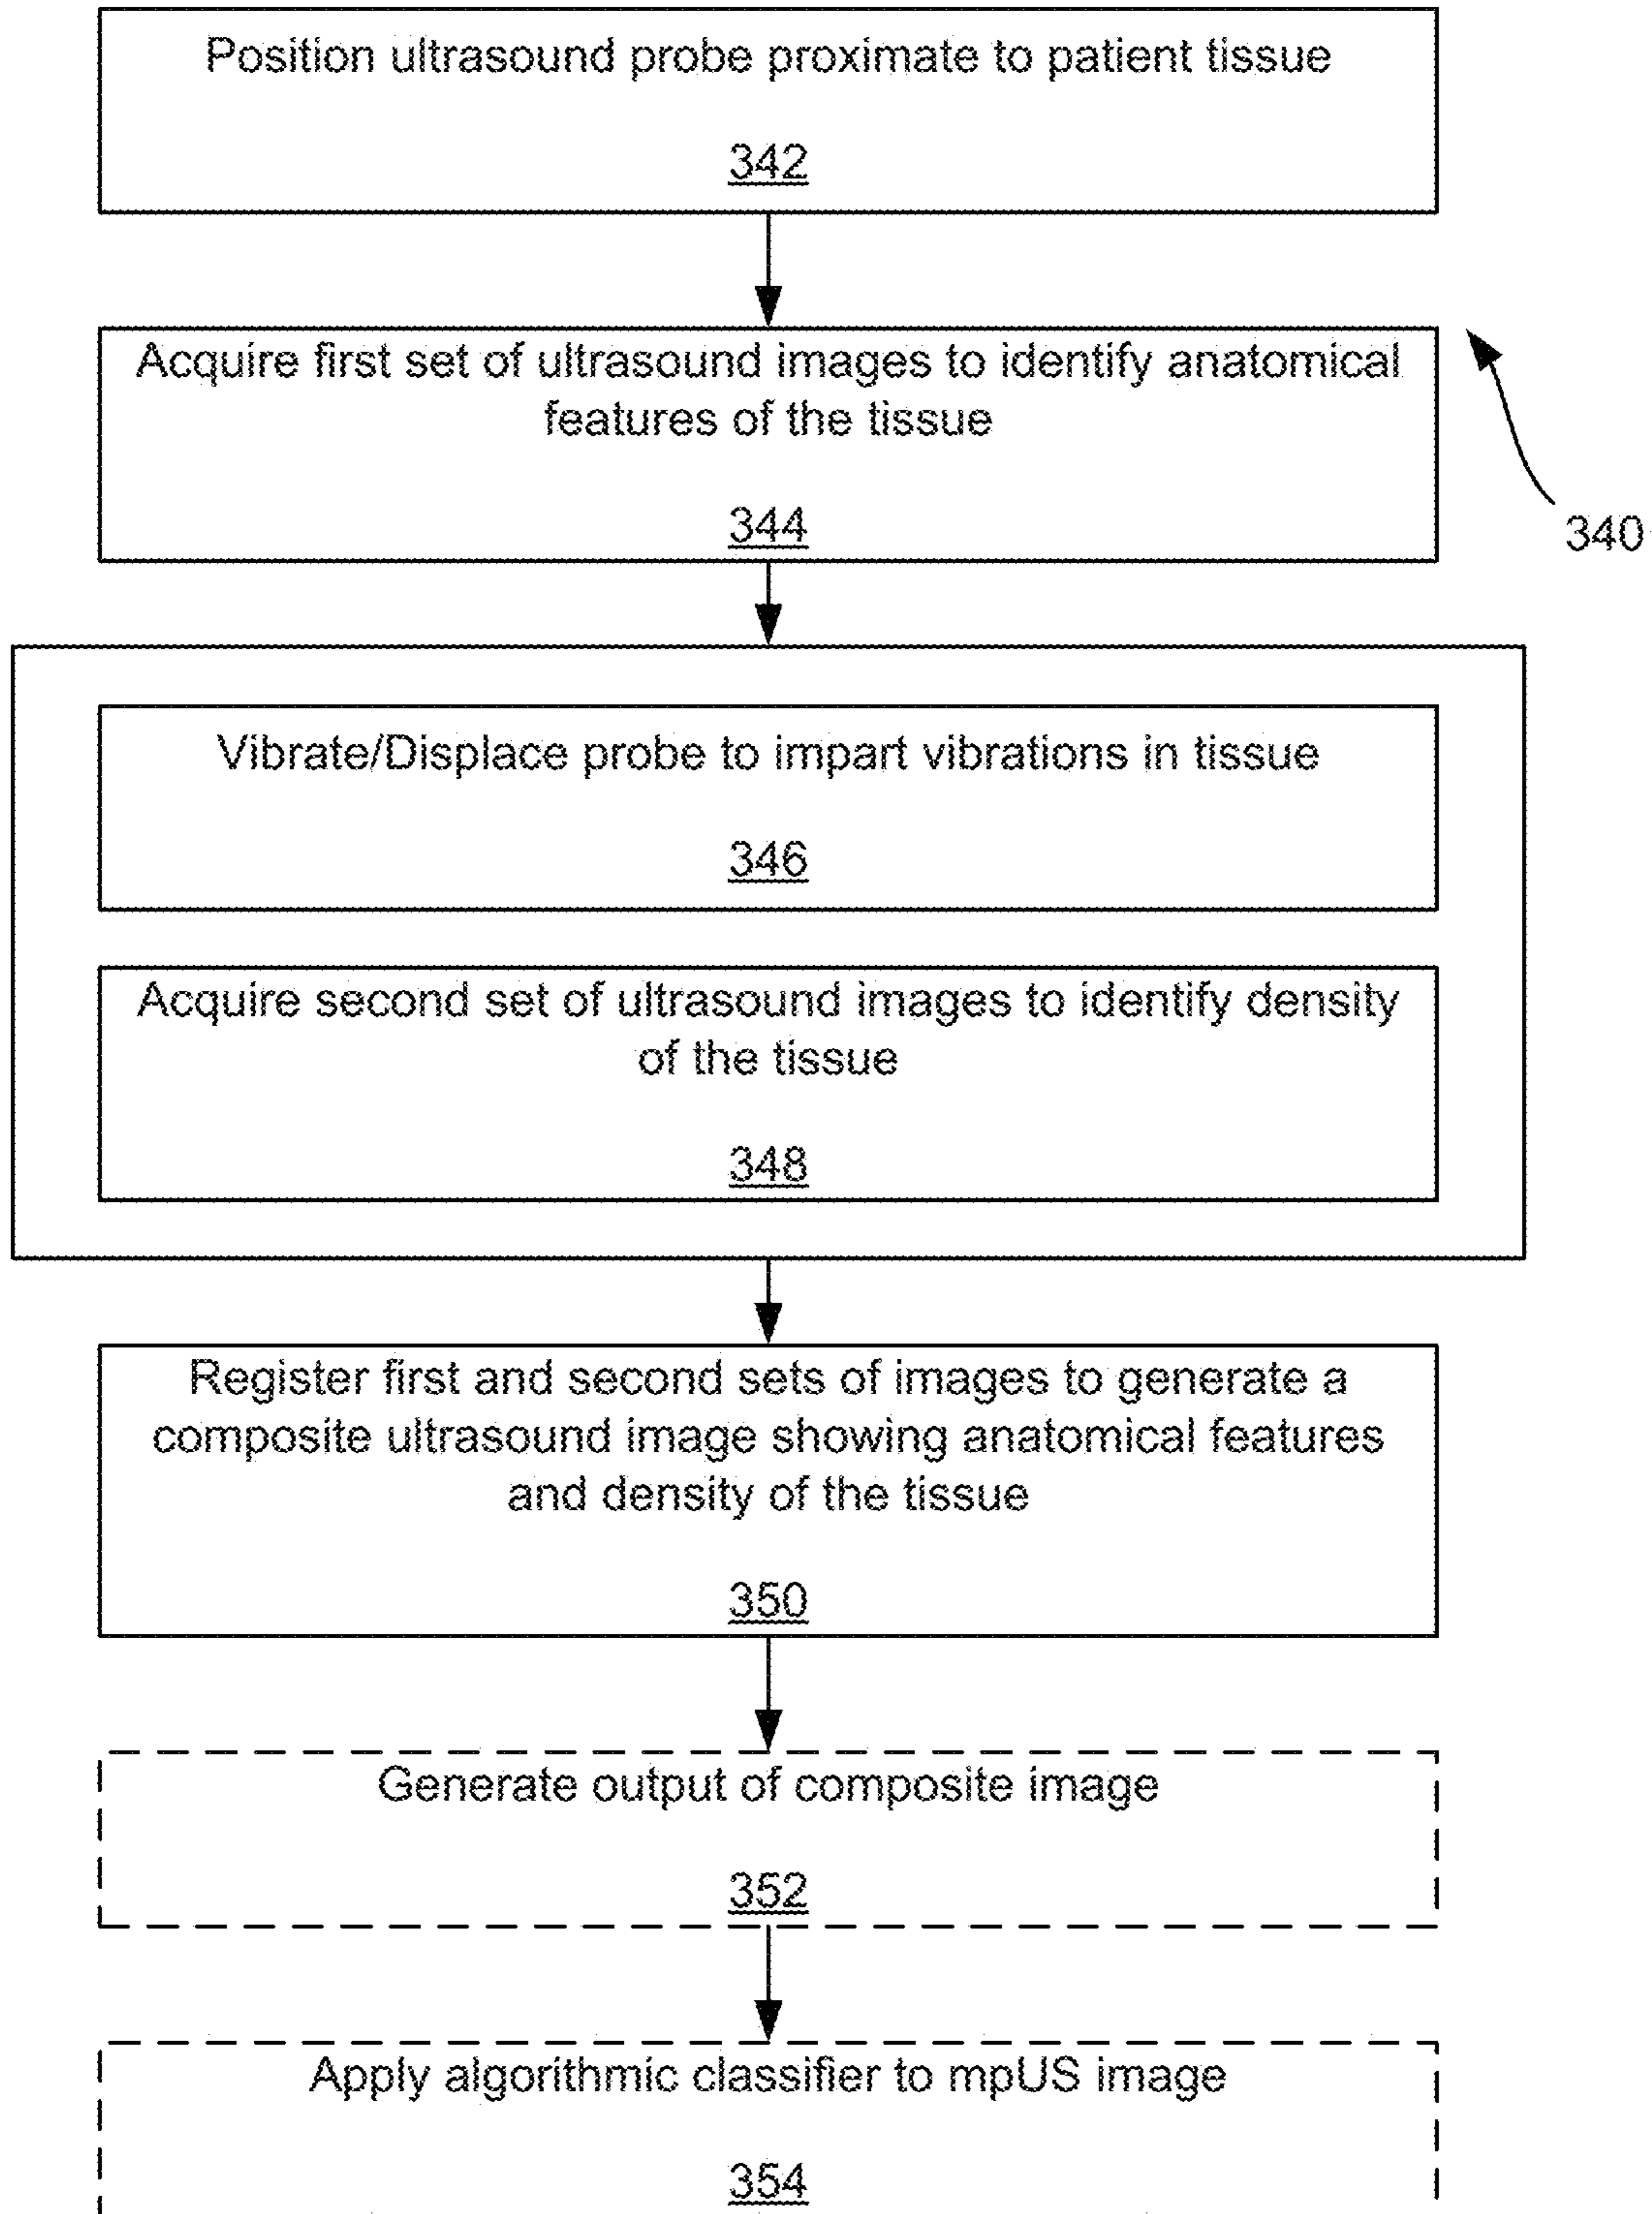 Position ultrasound probe proximate to patient tissue
342
Acquire first set of ultrasound images to identify anatomical
features of the tissue
344
340
Vibrate/Displace probe to impart vibrations in tissue
346
Acquire second set of ultrasound images to identify density
of the tissue
348
Register first and second sets of images to generate a
composite ultrasound image showing anatomical features
and density of the tissue
350
Generate output of composite image
352
Apply algorithmic classifier to mpUS image
354